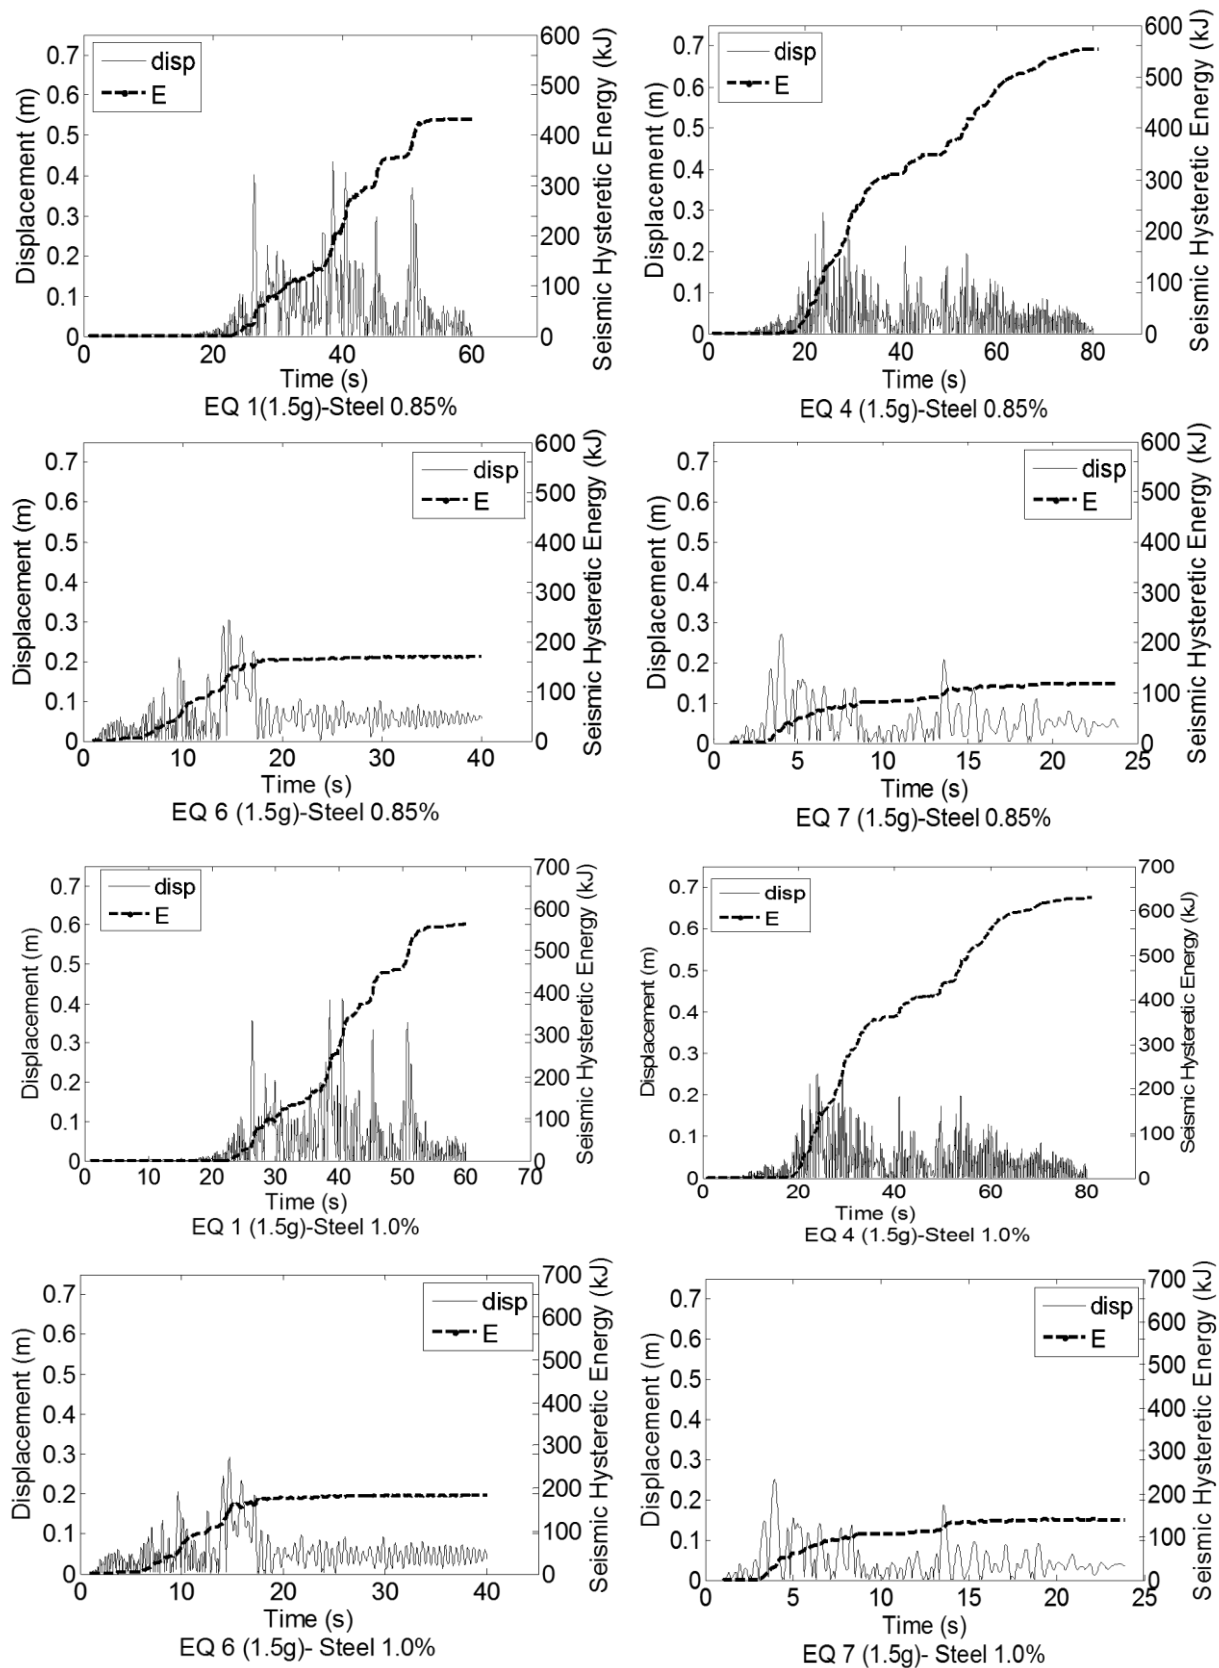 disp
E
Displacement (m)
0.7
0.6
0.5
0.4
0.3
0.2
0.1
0
0 20 40 60
Time (s)
600
500
400
300
200
100
0
Seismic Hysteretic Energy (kJ)
EQ 1(1.5g)-Steel 0.85%
disp
E
Displacement (m)
0.7
0.6
0.5
0.4
0.3
0.2
0.1
0
0 20 40 60 80
Time (s)
600
500
400
300
200
100
0
Seismic Hysteretic Energy (kJ)
EQ 4 (1.5g)-Steel 0.85%
disp
E
Displacement (m)
0.7
0.6
0.5
0.4
0.3
0.2
0.1
0
0 10 20 30 40
Time (s)
600
500
400
300
200
100
0
Seismic Hysteretic Energy (kJ)
EQ 6 (1.5g)-Steel 0.85%
disp
E
Displacement (m)
0.7
0.6
0.5
0.4
0.3
0.2
0.1
0
0 5 10 15 20 25
Time (s)
600
500
400
300
200
100
0
Seismic Hysteretic Energy (kJ)
EQ 7 (1.5g)-Steel 0.85%
disp
E
Displacement (m)
0.7
0.6
0.5
0.4
0.3
0.2
0.1
0
0 10 20 30 40 50 60 70
Time (s)
700
600
500
400
300
200
100
0
Seismic Hysteretic Energy (kJ)
EQ 1 (1.5g)-Steel 1.0%
disp
E
Displacement (m)
0.7
0.6
0.5
0.4
0.3
0.2
0.1
0
0 20 40 60 80
Time (s)
700
600
500
400
300
200
100
0
Seismic Hysteretic Energy (kJ)
EQ 4 (1.5g)-Steel 1.0%
disp
E
Displacement (m)
0.7
0.6
0.5
0.4
0.3
0.2
0.1
0
0 10 20 30 40
Time (s)
700
600
500
400
300
200
100
0
Seismic Hysteretic Energy (kJ)
EQ 6 (1.5g)- Steel 1.0%
disp
E
Displacement (m)
0.7
0.6
0.5
0.4
0.3
0.2
0.1
0
0 5 10 15 20 25
Time (s)
700
600
500
400
300
200
100
0
Seismic Hysteretic Energy (kJ)
EQ 7 (1.5g)- Steel 1.0%